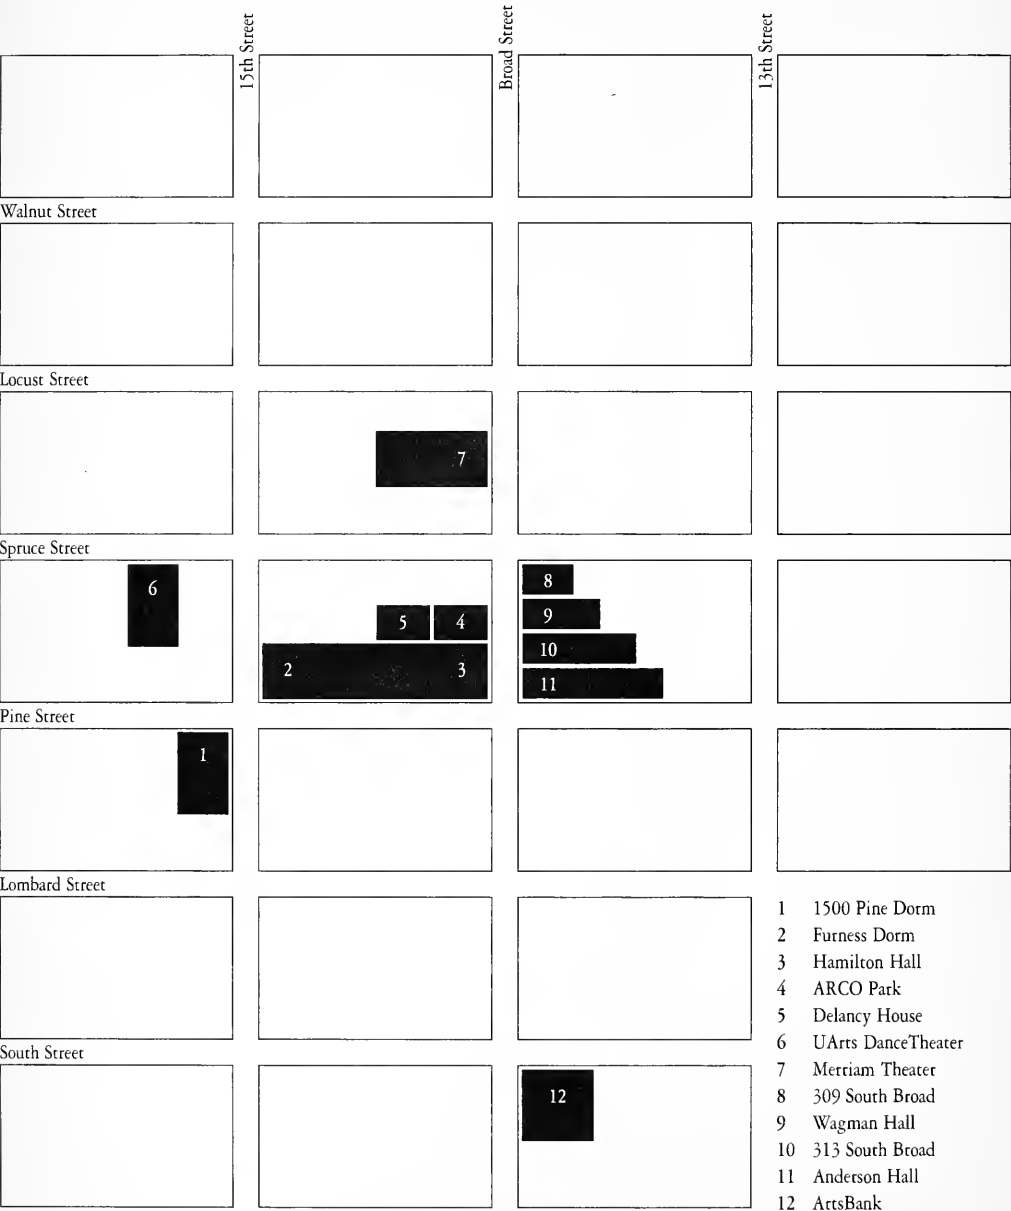 15th Street
Broad Street
13th Street
Walnut Street
Locust Street
7
Spruce Street
6
5
4
2
3
8
9
10
11
Pine Street
1
Lombard Street
South Street
12
1 1500 Pine Dorm
2 Furness Dorm
3 Hamilton Hall
4 ARCO Park
5 Delancy House
6 UArts DanceTheater
7 Merriam Theater
8 309 South Broad
9 Wagman Hall
10 313 South Broad
11 Anderson Hall
12 ArtsBank